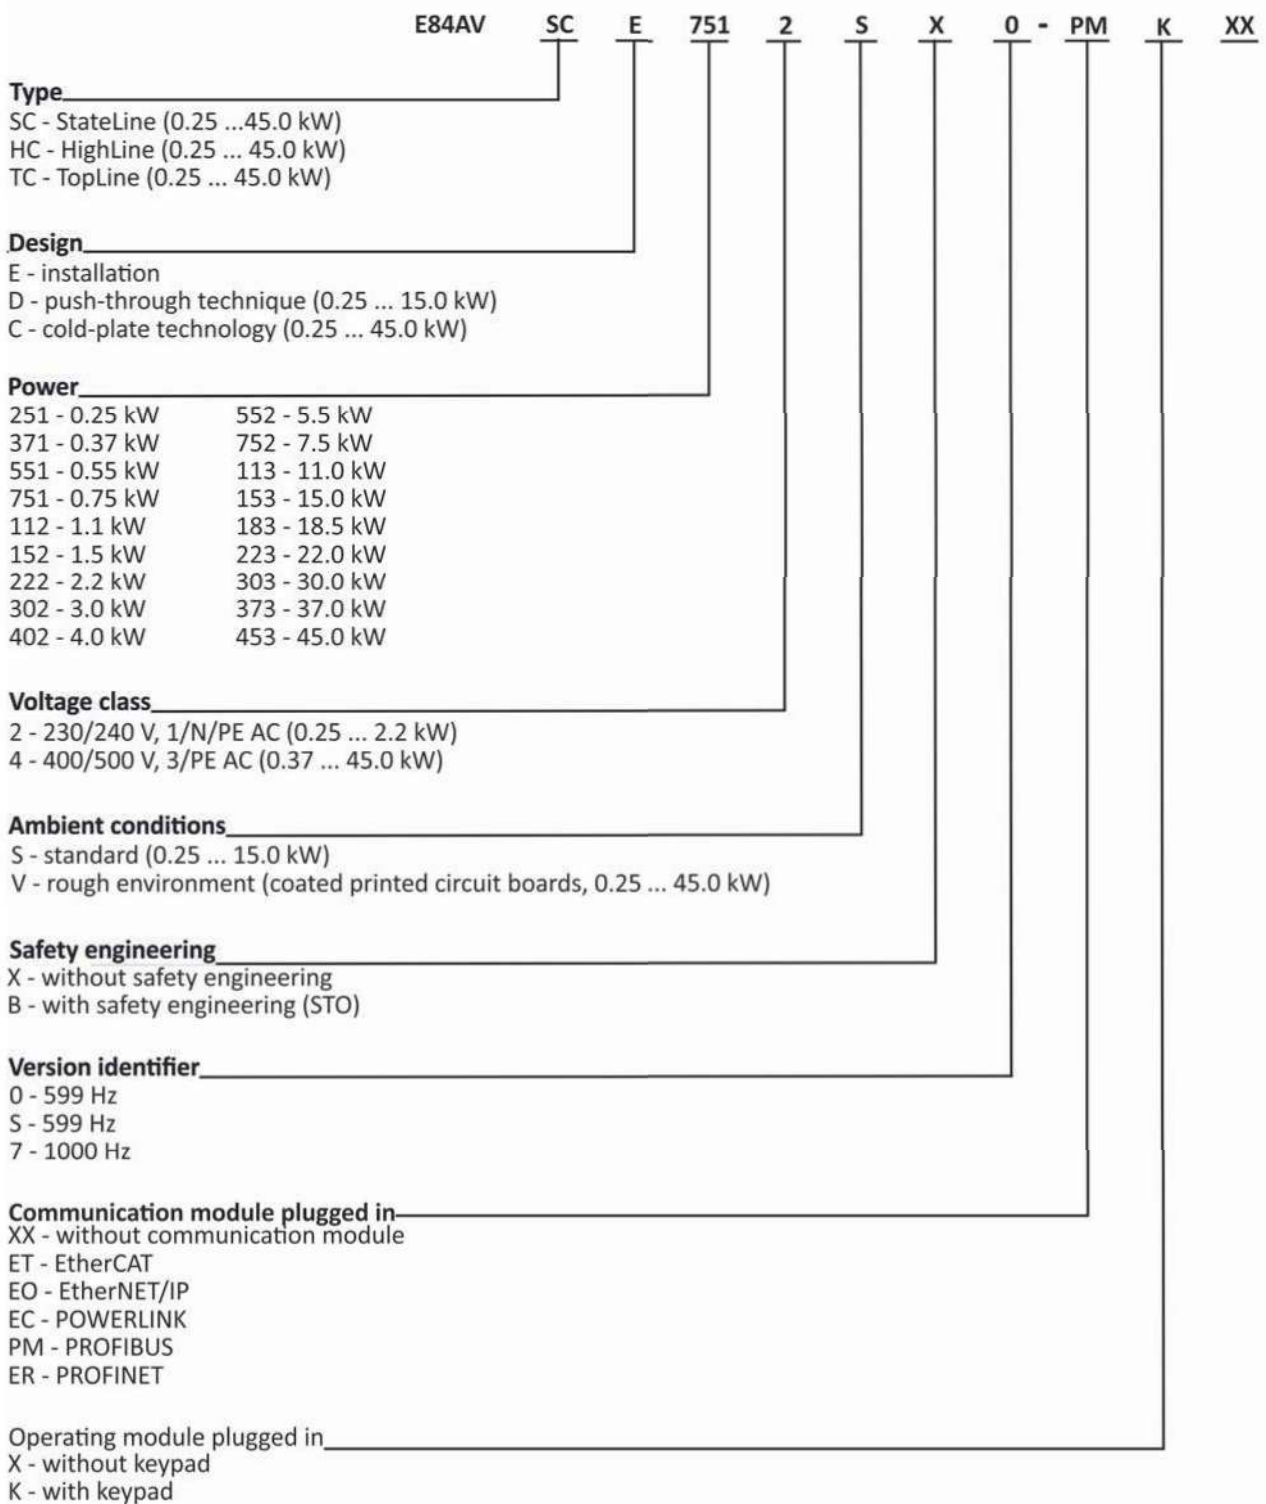 E84AV SC E 751 2 S X 0 - PM K XX
Type
SC - StateLine (0.25 ...45.0 kW)
HC - HighLine (0.25 ... 45.0 kW)
TC - TopLine (0.25 ... 45.0 kW)
Design
E - installation
D - push-through technique (0.25 ... 15.0 kW)
C - cold-plate technology (0.25 ... 45.0 kW)
Power
251 - 0.25 kW 552 - 5.5 kW
371 - 0.37 kW 752 - 7.5 kW
551 - 0.55 kW 113 - 11.0 kW
751 - 0.75 kW 153 - 15.0 kW
112 - 1.1 kW 183 - 18.5 kW
152 - 1.5 kW 223 - 22.0 kW
222 - 2.2 kW 303 - 30.0 kW
302 - 3.0 kW 373 - 37.0 kW
402 - 4.0 kW 453 - 45.0 kW
Voltage class
2 - 230/240 V, 1/N/PE AC (0.25 ... 2.2 kW)
4 - 400/500 V, 3/PE AC (0.37 ... 45.0 kW)
Ambient conditions
S - standard (0.25 ... 15.0 kW)
V - rough environment (coated printed circuit boards, 0.25 ... 45.0 kW)
Safety engineering
X - without safety engineering
B - with safety engineering (STO)
Version identifier
0 - 599 Hz
S - 599 Hz
7 - 1000 Hz
Communication module plugged in
XX - without communication module
ET - EtherCAT
EO - EtherNET/IP
EC - POWERLINK
PM - PROFIBUS
ER - PROFINET
Operating module plugged in
X - without keypad
K - with keypad